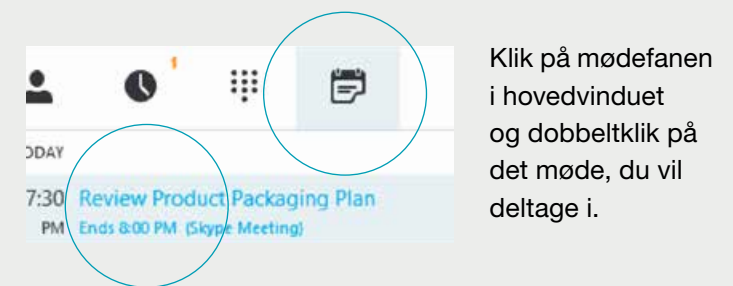 1
Klik på mødefanen
i hovedvinduet
og dobbeltklik på
det møde, du vil
deltage i.
ODAY
7:30 Review Product Packaging Plan
PM Ends 8:00 PM (Skype Meeting)